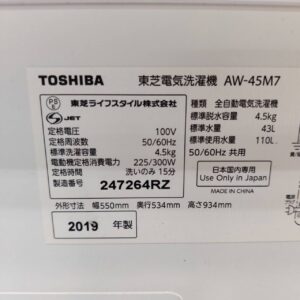 TOSHIBA 東芝電気洗濯機 AW-45M7
PS E
JET
東芝ライフスタイル株式会社
定格電圧 100V
定格周波数 50/60Hz
標準洗濯容量 4.5kg
電動機定格消費電力 225/300W
定格時間 洗いのみ 15分
製造番号 247264RZ
種類 全自動電気洗濯機
標準脱水容量 4.5kg
標準水量 43L
標準使用水量 110L
50/60Hz 共用
日本国内専用
Use only in Japan
MADE IN CHINA
外形寸法 幅550mm 奥行534mm 高さ934mm
2019 年製